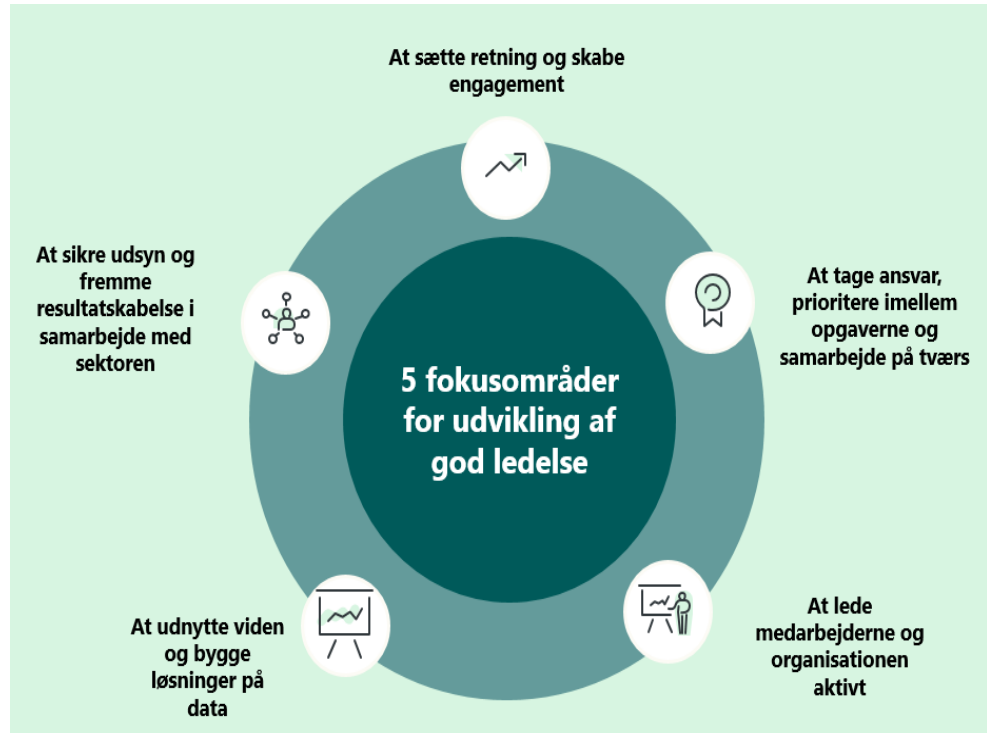 At sætte retning og skabe
engagement
At tage ansvar,
prioritere imellem
opgaverne og
samarbejde på tværs
At lede
medarbejderne og
organisationen
aktivt
At udnytte viden
og bygge
løsninger på
data
At sikre udsyn og
fremme
resultatskabelse i
samarbejde med
sektoren
5 fokusområder
for udvikling af
god ledelse